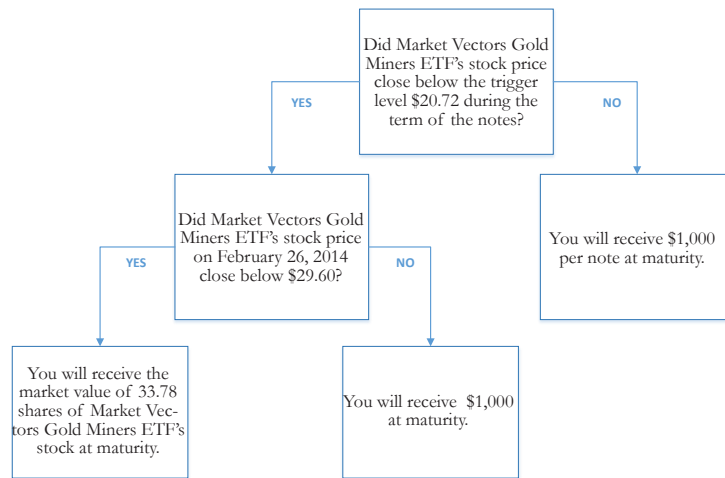 Did Market Vectors Gold
Miners ETF's stock price
close below the trigger
level $20.72 during the
term of the notes?
YES
NO
Did Market Vectors Gold
Miners ETF's stock price
on February 26, 2014
close below $29.60?
You will receive $1,000
per note at maturity.
YES
NO
You will receive the
market value of 33.78
shares of Market Vec-
tors Gold Miners ETF's
stock at maturity.
You will receive $1,000
at maturity.